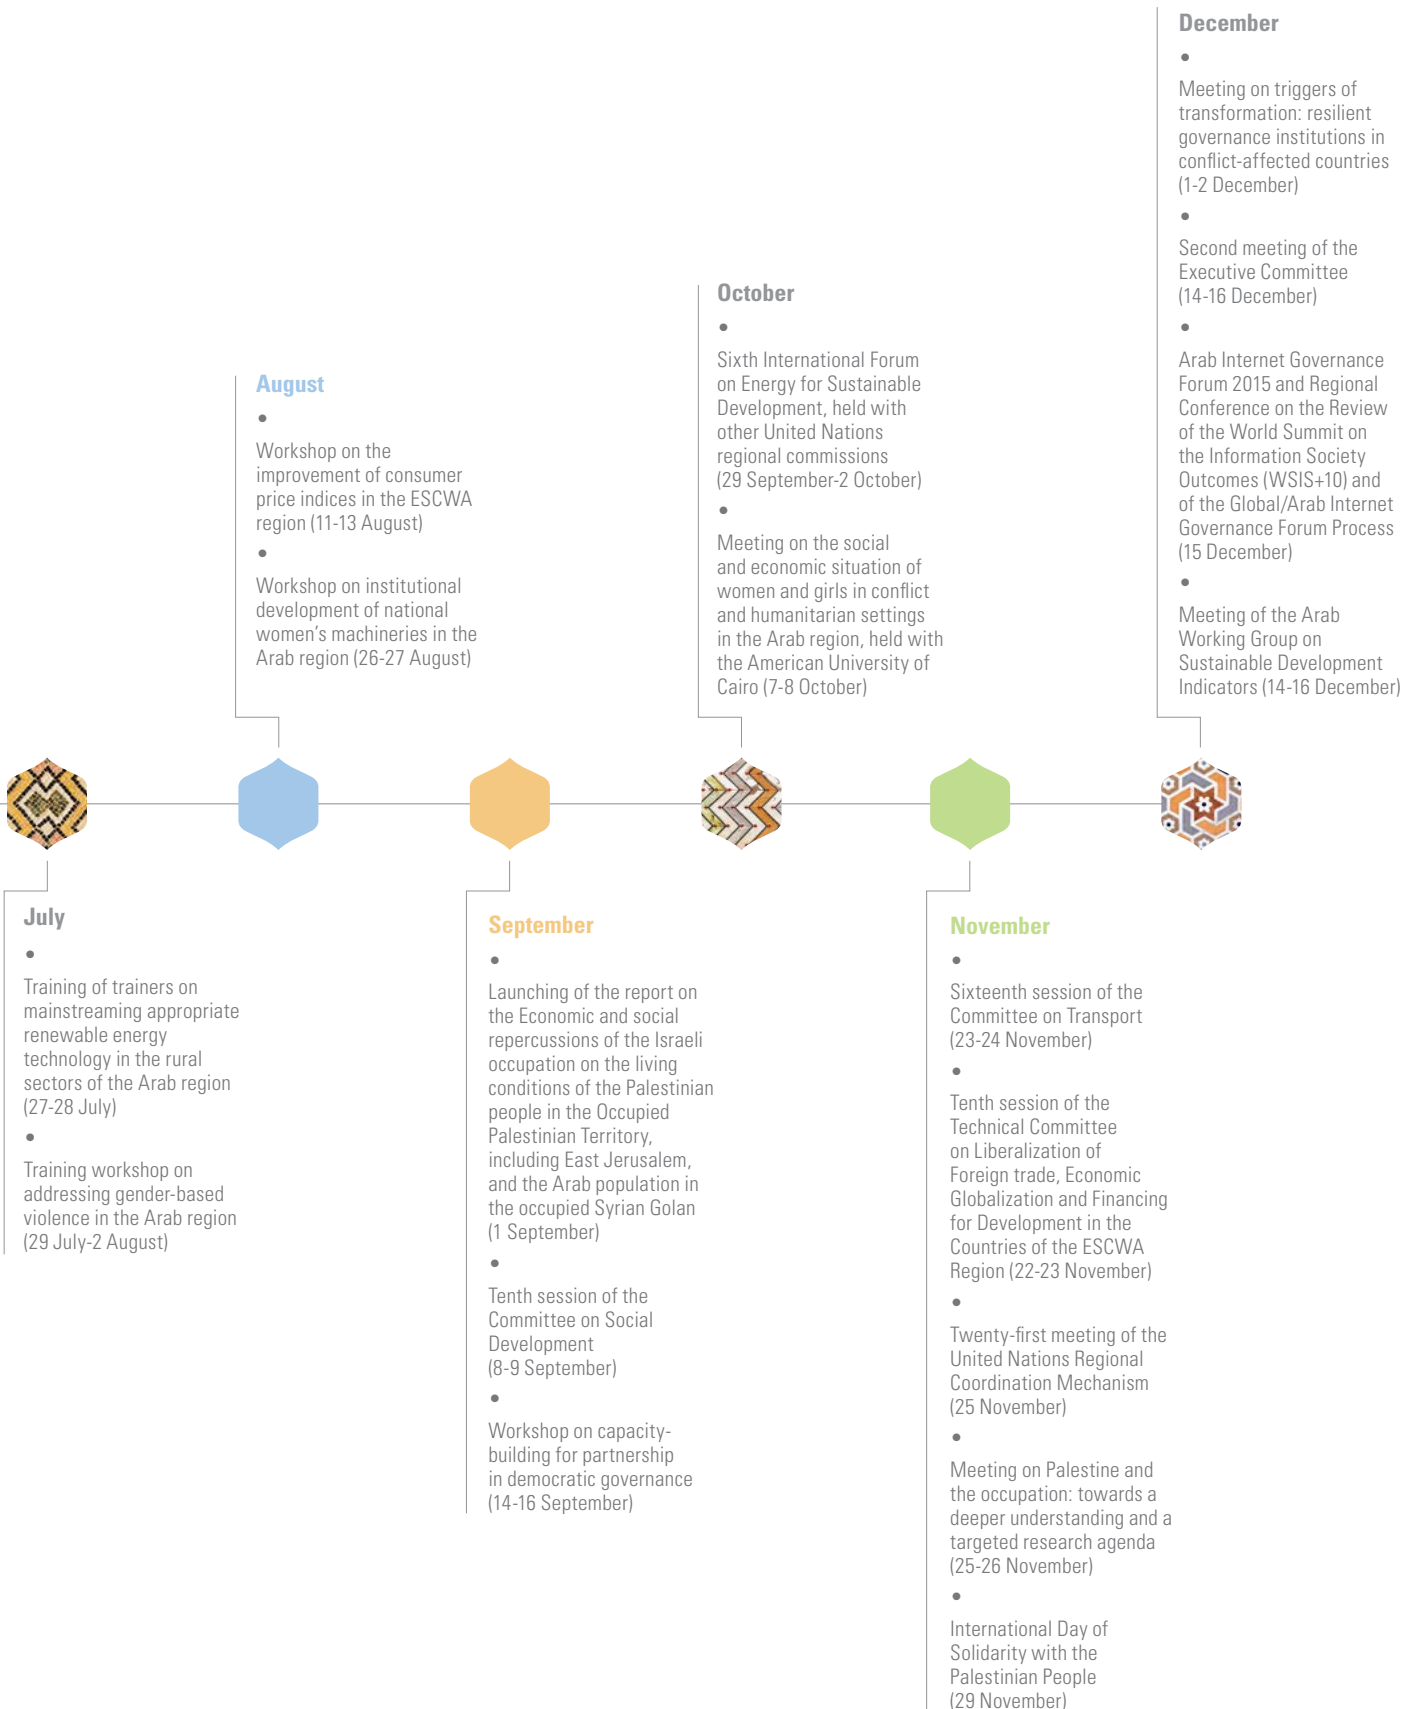 July
•
Training of trainers on
mainstreaming appropriate
renewable energy
technology in the rural
sectors of the Arab region
(27-28 July)
•
Training workshop on
addressing gender-based
violence in the Arab region
(29 July-2 August)
August
•
Workshop on the
improvement of consumer
price indices in the ESCWA
region (11-13 August)
•
Workshop on institutional
development of national
women's machineries in the
Arab region (26-27 August)
September
•
Launching of the report on
the Economic and social
repercussions of the Israeli
occupation on the living
conditions of the Palestinian
people in the Occupied
Palestinian Territory,
including East Jerusalem,
and the Arab population in
the occupied Syrian Golan
(1 September)
•
Tenth session of the
Committee on Social
Development
(8-9 September)
•
Workshop on capacity-
building for partnership
in democratic governance
(14-16 September)
October
•
Sixth International Forum
on Energy for Sustainable
Development, held with
other United Nations
regional commissions
(29 September-2 October)
•
Meeting on the social
and economic situation of
women and girls in conflict
and humanitarian settings
in the Arab region, held with
the American University of
Cairo (7-8 October)
November
•
Sixteenth session of the
Committee on Transport
(23-24 November)
•
Tenth session of the
Technical Committee
on Liberalization of
Foreign trade, Economic
Globalization and Financing
for Development in the
Countries of the ESCWA
Region (22-23 November)
•
Twenty-first meeting of the
United Nations Regional
Coordination Mechanism
(25 November)
•
Meeting on Palestine and
the occupation: towards a
deeper understanding and a
targeted research agenda
(25-26 November)
•
International Day of
Solidarity with the
Palestinian People
(29 November)
December
•
Meeting on triggers of
transformation: resilient
governance institutions in
conflict-affected countries
(1-2 December)
•
Second meeting of the
Executive Committee
(14-16 December)
•
Arab Internet Governance
Forum 2015 and Regional
Conference on the Review
of the World Summit on
the Information Society
Outcomes (WSIS+10) and
of the Global/Arab Internet
Governance Forum Process
(15 December)
•
Meeting of the Arab
Working Group on
Sustainable Development
Indicators (14-16 December)